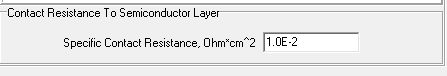 Contact Resistance To Semiconductor Layer
Specific Contact Resistance, Ohm*cm^2 1.0E-2